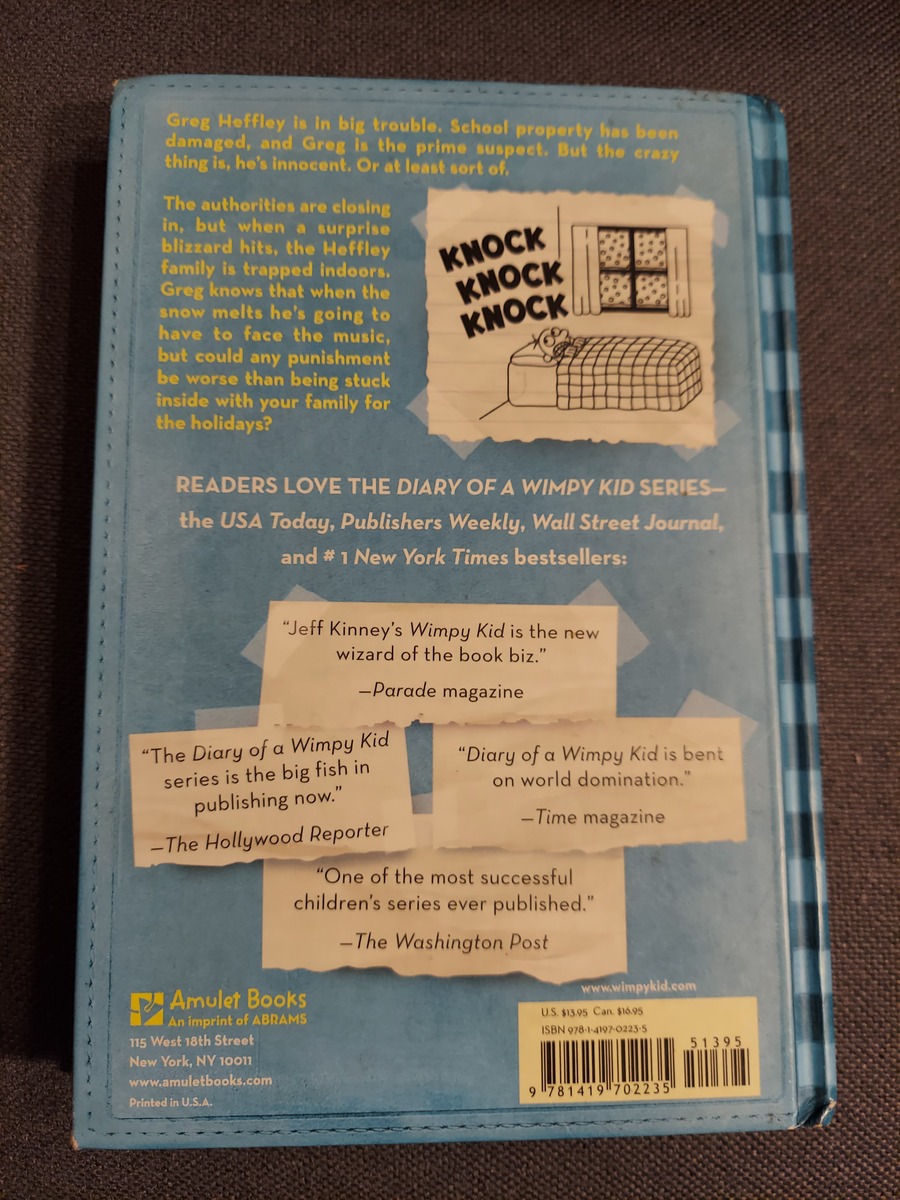 Greg Heffley is in big trouble. School property has been
damaged, and Greg is the prime suspect. But the crazy
thing is, he's innocent. Or at least sort of.
The authorities are closing
in, but when a surprise
blizzard hits, the Heffley
family is trapped indoors.
Greg knows that when the
snow melts he's going to
have to face the music,
but could any punishment
be worse than being stuck
inside with your family for
the holidays?
KNOCK
KNOCK
KNOCK
READERS LOVE THE DIARY OF A WIMPY KID SERIES—
the USA Today, Publishers Weekly, Wall Street Journal,
and # 1 New York Times bestsellers:
“Jeff Kinney's Wimpy Kid is the new
wizard of the book biz.”
—Parade magazine
“The Diary of a Wimpy Kid
series is the big fish in
publishing now.”
—The Hollywood Reporter
“Diary of a Wimpy Kid is bent
on world domination.”
—Time magazine
“One of the most successful
children's series ever published.”
—The Washington Post
Amulet Books
An imprint of ABRAMS
115 West 18th Street
New York, NY 10011
www.amuletbooks.com
Printed in U.S.A.
www.wimpykid.com
U.S. $13.95 Can. $16.95
ISBN 978-1-4197-0223-5
51395
9 781419 702235